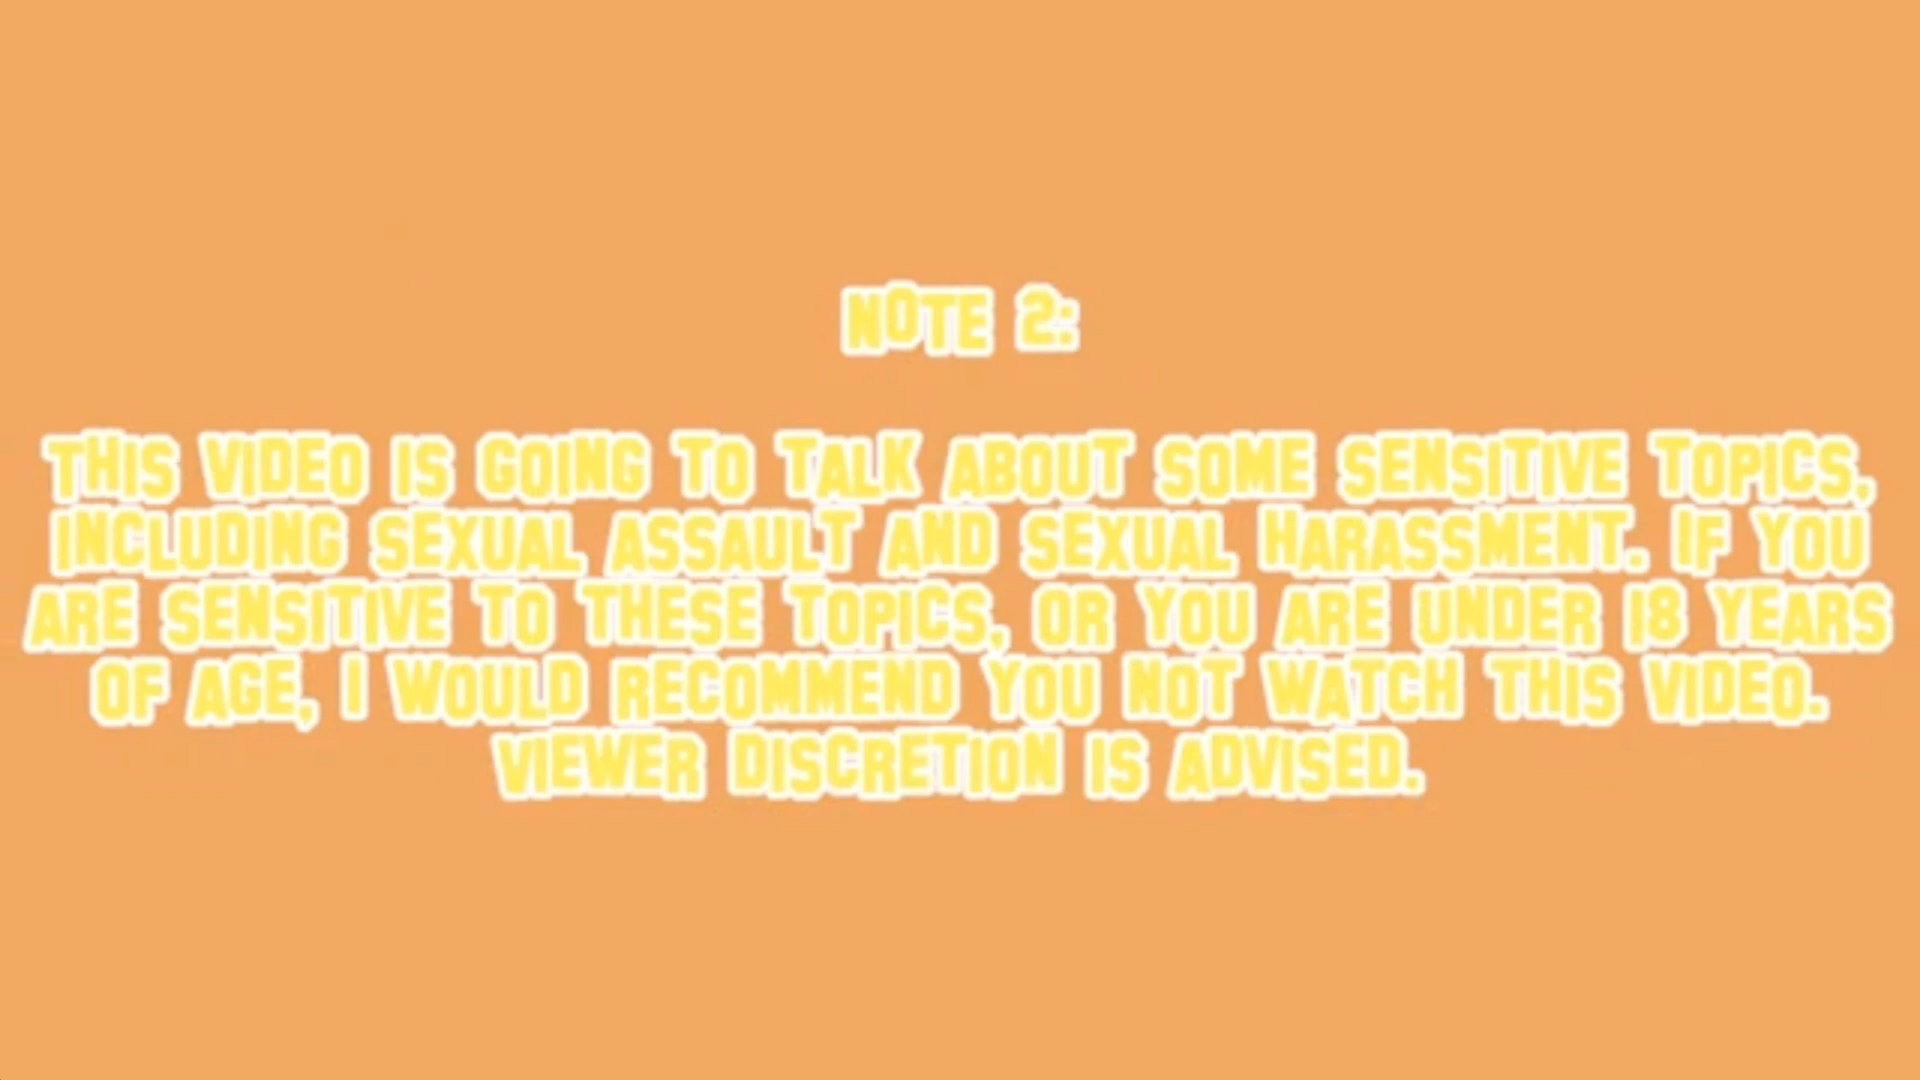 NOTE 2:
THIS VIDEO IS GOING TO TALK ABOUT SOME SENSITIVE TOPICS,
INCLUDING SEXUAL ASSAULT AND SEXUAL HARASSMENT. IF YOU
ARE SENSITIVE TO THESE TOPICS, OR YOU ARE UNDER 18 YEARS
OF AGE, I WOULD RECOMMEND YOU NOT WATCH THIS VIDEO.
VIEWER DISCRETION IS ADVISED.